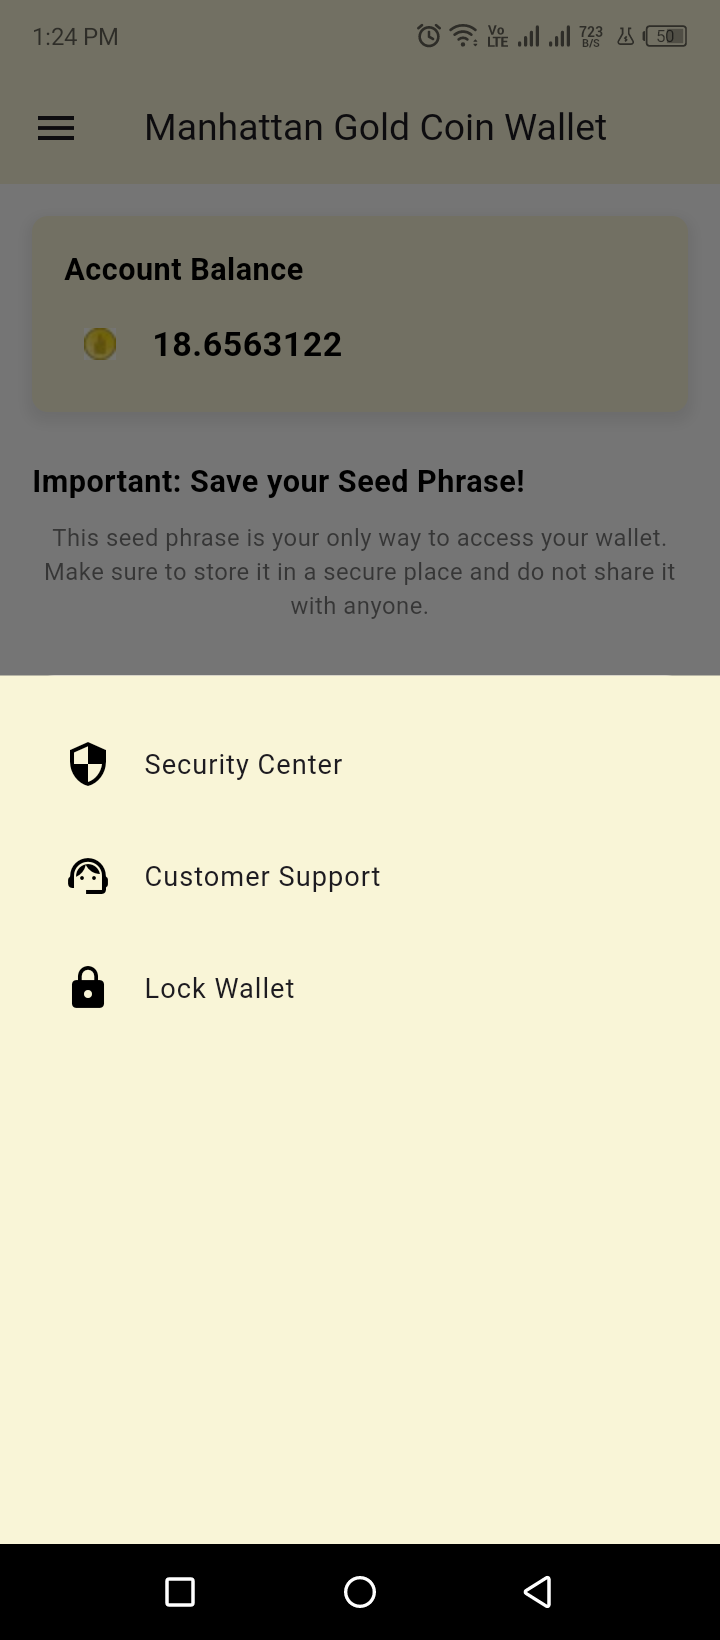 1:24 PM
Vo
LTE
723
B/S
50
Manhattan Gold Coin Wallet
Account Balance
18.6563122
Important: Save your Seed Phrase!
This seed phrase is your only way to access your wallet.
Make sure to store it in a secure place and do not share it
with anyone.
Security Center
Customer Support
Lock Wallet